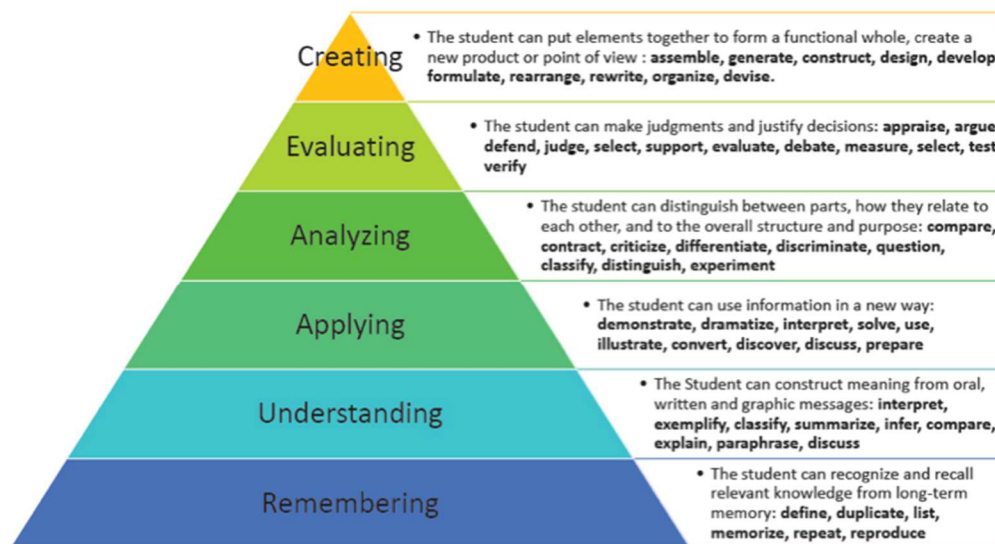 Creating
• The student can put elements together to form a functional whole, create a
new product or point of view : assemble, generate, construct, design, develop
formulate, rearrange, rewrite, organize, devise.
Evaluating
• The student can make judgments and justify decisions: appraise, argue
defend, judge, select, support, evaluate, debate, measure, select, test
verify
Analyzing
• The student can distinguish between parts, how they relate to
each other, and to the overall structure and purpose: compare,
contract, criticize, differentiate, discriminate, question,
classify, distinguish, experiment
Applying
• The student can use information in a new way:
demonstrate, dramatize, interpret, solve, use,
illustrate, convert, discover, discuss, prepare
Understanding
• The Student can construct meaning from oral,
written and graphic messages: interpret,
exemplify, classify, summarize, infer, compare,
explain, paraphrase, discuss
Remembering
• The student can recognize and recall
relevant knowledge from long-term
memory: define, duplicate, list,
memorize, repeat, reproduce